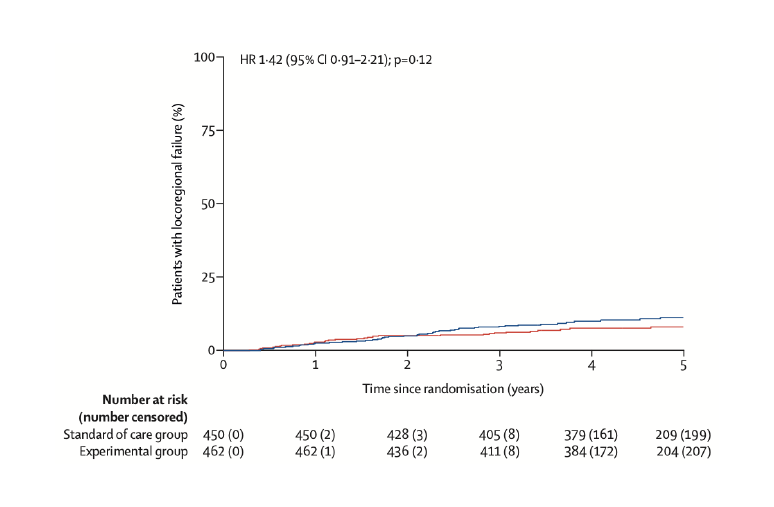 HR 1·42 (95% CI 0·91–2·21); p=0·12
Patients with locoregional failure (%)
100
75
50
25
0
0 1 2 3 4 5
Time since randomisation (years)
Number at risk
(number censored)
Standard of care group 450 (0) 450 (2) 428 (3) 405 (8) 379 (161) 209 (199)
Experimental group 462 (0) 462 (1) 436 (2) 411 (8) 384 (172) 204 (207)